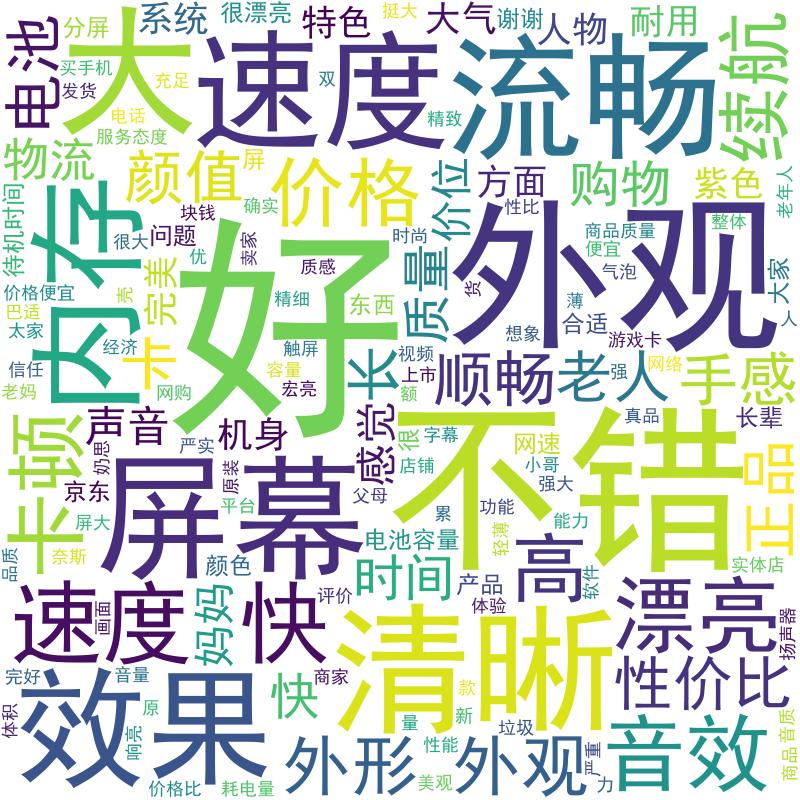 电池
分屏
系统
很漂亮
特色
挺大
大气
谢谢
人物
耐用
续航
大
速度
流畅
买手机
发货
充足
双
电话
服务态度
精致
物流
颜值
屏
价格
价位
方面
购物
紫色
老年人
待机时间
内存
很大
块钱
问题
确实
卖家
优
好
时尚
质量
性比
外观
商品质量
便宜
整体
大家
气泡
完美
质感
货
薄
人
价格便宜
壳
巴适
太家
精细
东西
想象
合适
经济
卡
触屏
长
视频
游戏卡
信任
容量
上市
顺畅
老人
强
网络
手感
老妈
网购
宏亮
额
卡顿
声音
机身
感觉
很
字幕
不错
网速
真品
长辈
奶思
严实
店铺
小哥
正品
京东
原装
父母
强大
屏大
屏幕
平台
累
功能
品质
奈斯
电池容量
轻薄
能力
高
颜色
时间
产品
软件
实体店
速度
画面
妈妈
快
评价
体验
漂亮
扬声器
清晰
完好
音量
效果
快
商家
款
性价比
体积
原
量
新
垃圾
音效
响亮
外形
性能
外观
严重
商品音质
价格比
耗电量
美观
力